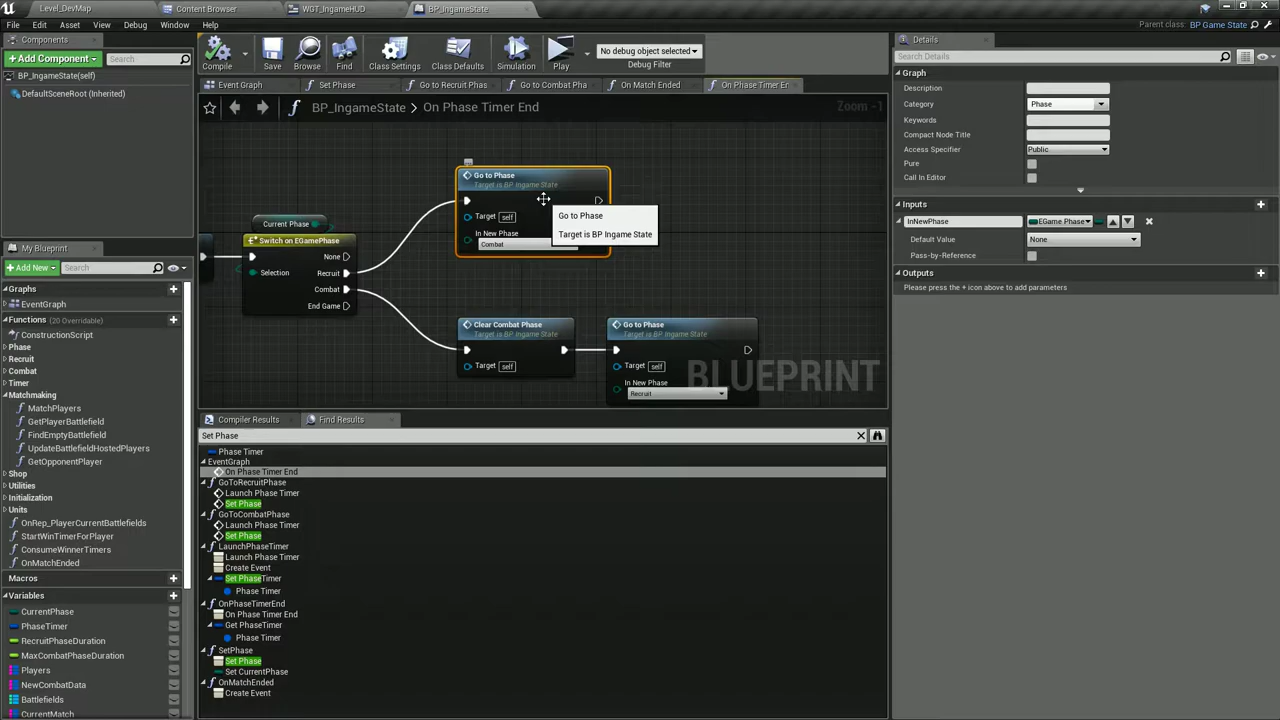 Level_DevMap
Content Browser
WGT_IngameHUD
BP_IngameState
File
Edit
Asset
View
Debug
Window
Help
Parent class: BP Game State
Components
+ Add Component
Search
BP_IngameState(self)
DefaultSceneRoot (Inherited)
Compile
Save
Browse
Find
Class Settings
Class Defaults
Simulation
Play
No debug object selected
Debug Filter
Event Graph
Set Phase
Go to Recruit Phas
Go to Combat Pha
On Match Ended
On Phase Timer Er
BP_IngameState > On Phase Timer End
Zoom -1
Current Phase
Switch on EGamePhase
None
Selection
Recruit
Combat
End Game
Go to Phase
Target is BP Ingame State
Target
self
In New Phase
Combat
Go to Phase
Target is BP Ingame State
Clear Combat Phase
Target is BP Ingame State
Target
self
Go to Phase
Target is BP Ingame State
Target
self
In New Phase
Recruit
BLUEPRINT
My Blueprint
+ Add New
Search
Graphs
EventGraph
Functions (20 Overridable)
ConstructionScript
Phase
Recruit
Combat
Timer
Matchmaking
MatchPlayers
GetPlayerBattlefield
FindEmptyBattlefield
UpdateBattlefieldHostedPlayers
GetOpponentPlayer
Shop
Utilities
Initialization
Units
OnRep_PlayerCurrentBattlefields
StartWinTimerForPlayer
ConsumeWinnerTimers
OnMatchEnded
Macros
Variables
CurrentPhase
PhaseTimer
RecruitPhaseDuration
MaxCombatPhaseDuration
Players
NewCombatData
Battlefields
CurrentMatch
Compiler Results
Find Results
Set Phase
Phase Timer
EventGraph
On Phase Timer End
GoToRecruitPhase
Launch Phase Timer
Set Phase
GoToCombatPhase
Launch Phase Timer
Set Phase
LaunchPhaseTimer
Launch Phase Timer
Create Event
Set PhaseTimer
Phase Timer
OnPhaseTimerEnd
On Phase Timer End
Get PhaseTimer
Phase Timer
SetPhase
Set Phase
Set CurrentPhase
OnMatchEnded
Create Event
Details
Search Details
Graph
Description
Category
Phase
Keywords
Compact Node Title
Access Specifier
Public
Pure
Call In Editor
Inputs
InNewPhase
EGame Phase
Default Value
None
Pass-by-Reference
Outputs
Please press the + icon above to add parameters